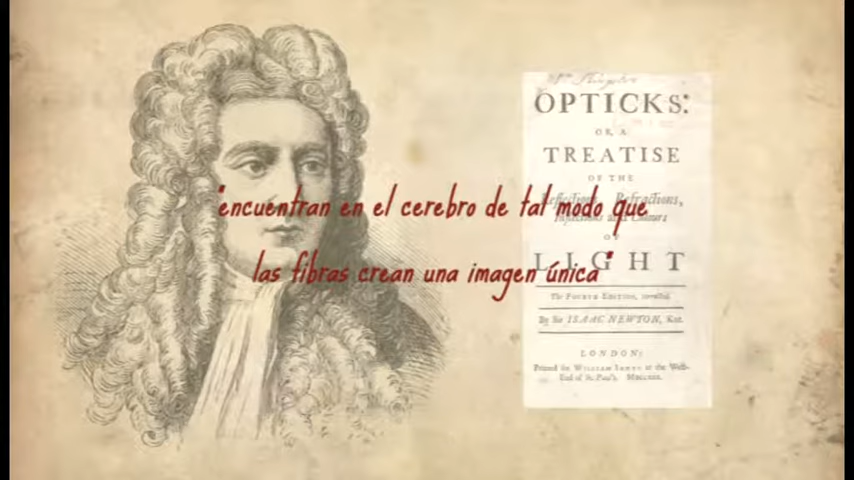 "encuentran en el cerebro de tal modo que
las fibras crean una imagen única"
OPTICKS:
OR, A
TREATISE
OF THE
Reflections, Refractions,
Inflections and Colours
OF
LIGHT
The FOURTH EDITION, corrected.
By Sir ISAAC NEWTON, Knt.
LONDON:
Printed for WILLIAM INNYS at the West-
End of St. Paul's.